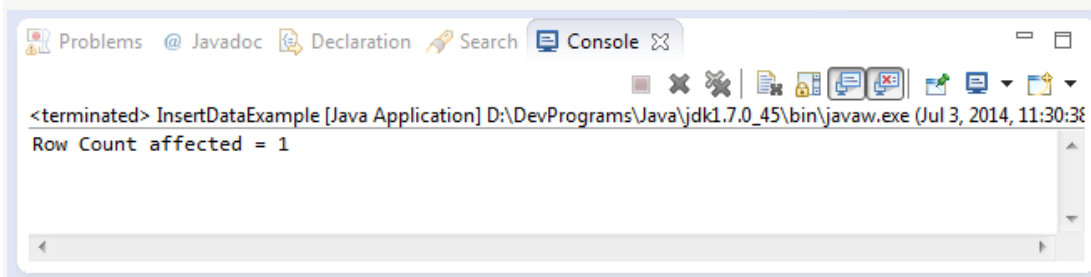 Problems @ Javadoc Declaration Search Console
<terminated> InsertDataExample [Java Application] D:\DevPrograms\Java\jdk1.7.0_45\bin\javaw.exe (Jul 3, 2014, 11:30:38
Row Count affected = 1